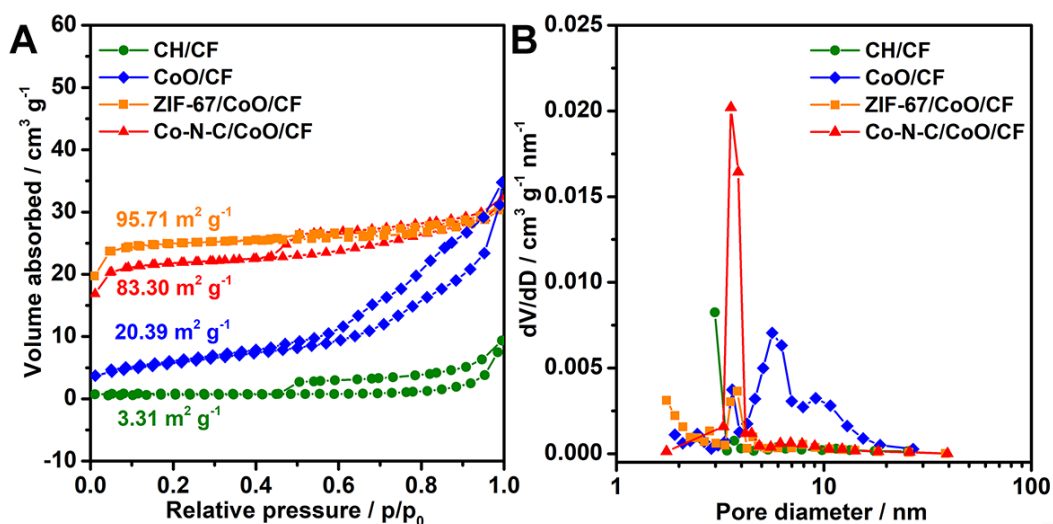 A
60
50
40
30
20
10
0
-10
Volume absorbed / cm³ g⁻¹
CH/CF
CoO/CF
ZIF-67/CoO/CF
Co-N-C/CoO/CF
95.71 m² g⁻¹
83.30 m² g⁻¹
20.39 m² g⁻¹
3.31 m² g⁻¹
0.0 0.2 0.4 0.6 0.8 1.0
Relative pressure / p/p₀
B
0.025
0.020
0.015
0.010
0.005
0.000
dV/dD / cm³ g⁻¹ nm⁻¹
CH/CF
CoO/CF
ZIF-67/CoO/CF
Co-N-C/CoO/CF
1 10 100
Pore diameter / nm